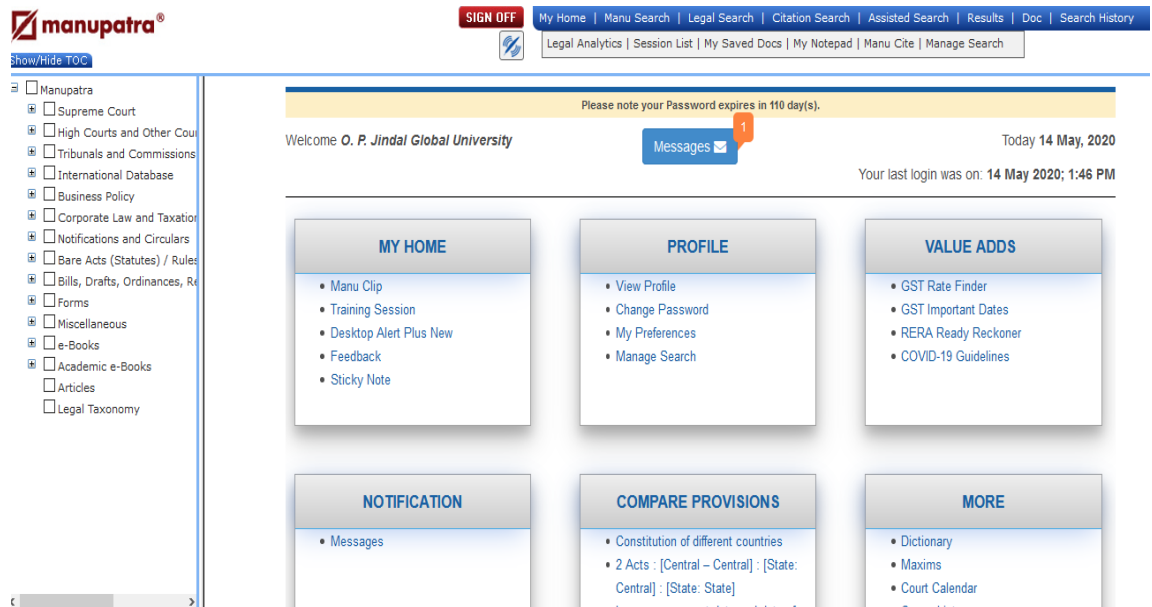 manupatra®
SIGN OFF
My Home | Manu Search | Legal Search | Citation Search | Assisted Search | Results | Doc | Search History
Legal Analytics | Session List | My Saved Docs | My Notepad | Manu Cite | Manage Search
Show/Hide TOC
Manupatra
Supreme Court
High Courts and Other Cou
Tribunals and Commissions
International Database
Business Policy
Corporate Law and Taxation
Notifications and Circulars
Bare Acts (Statutes) / Rules
Bills, Drafts, Ordinances, Re
Forms
Miscellaneous
e-Books
Academic e-Books
Articles
Legal Taxonomy
Please note your Password expires in 110 day(s).
Welcome O. P. Jindal Global University
Messages
1
Today 14 May, 2020
Your last login was on: 14 May 2020; 1:46 PM
MY HOME
• Manu Clip
• Training Session
• Desktop Alert Plus New
• Feedback
• Sticky Note
PROFILE
• View Profile
• Change Password
• My Preferences
• Manage Search
VALUE ADDS
• GST Rate Finder
• GST Important Dates
• RERA Ready Reckoner
• COVID-19 Guidelines
NOTIFICATION
• Messages
COMPARE PROVISIONS
• Constitution of different countries
• 2 Acts : [Central – Central] : [State:
Central] : [State: State]
MORE
• Dictionary
• Maxims
• Court Calendar